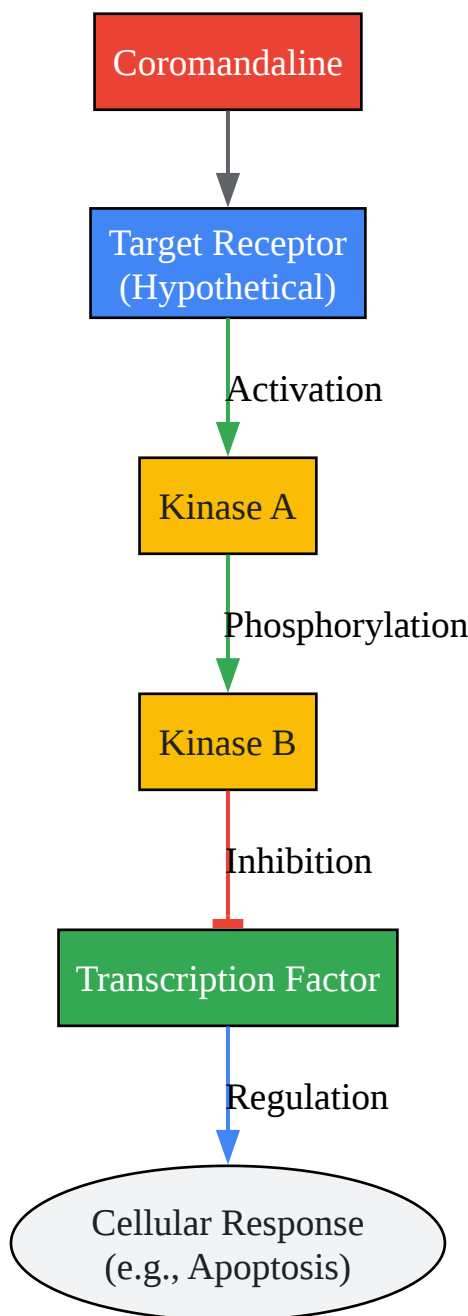 Coromandaline
Target Receptor
(Hypothetical)
Activation
Kinase A
Phosphorylation
Kinase B
Inhibition
Transcription Factor
Regulation
Cellular Response
(e.g., Apoptosis)